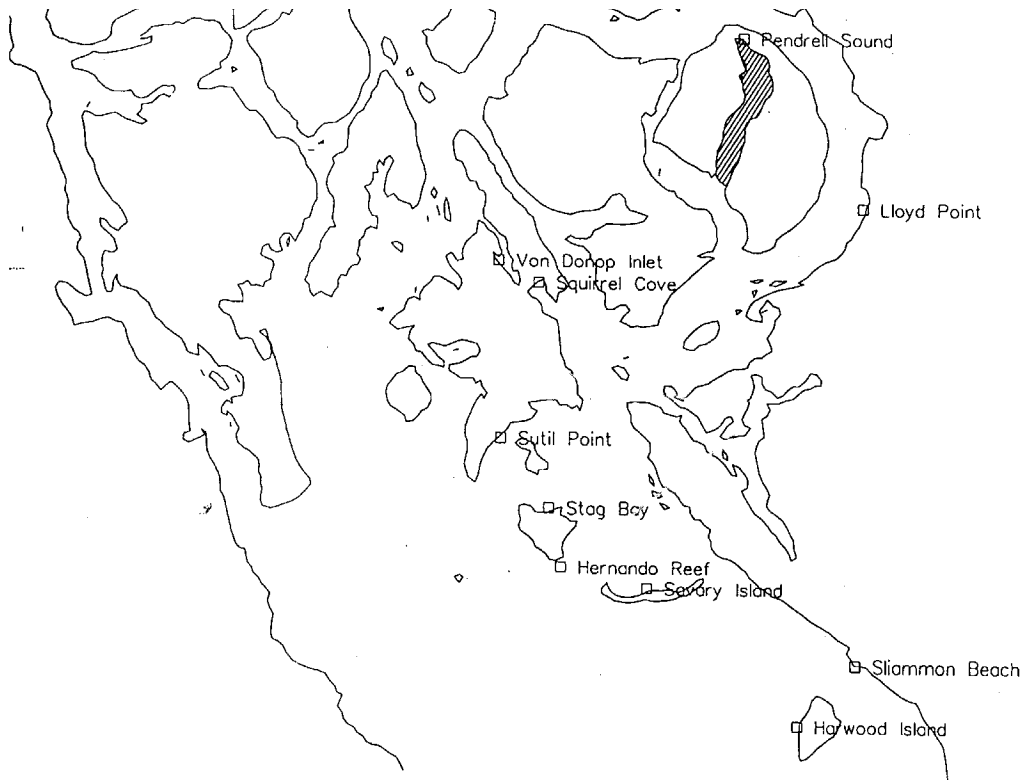 Pendrell Sound
Lloyd Point
Von Donop Inlet
Squirrel Cove
Sutil Point
Stag Bay
Hernando Reef
Savary Island
Sliammon Beach
Harwood Island